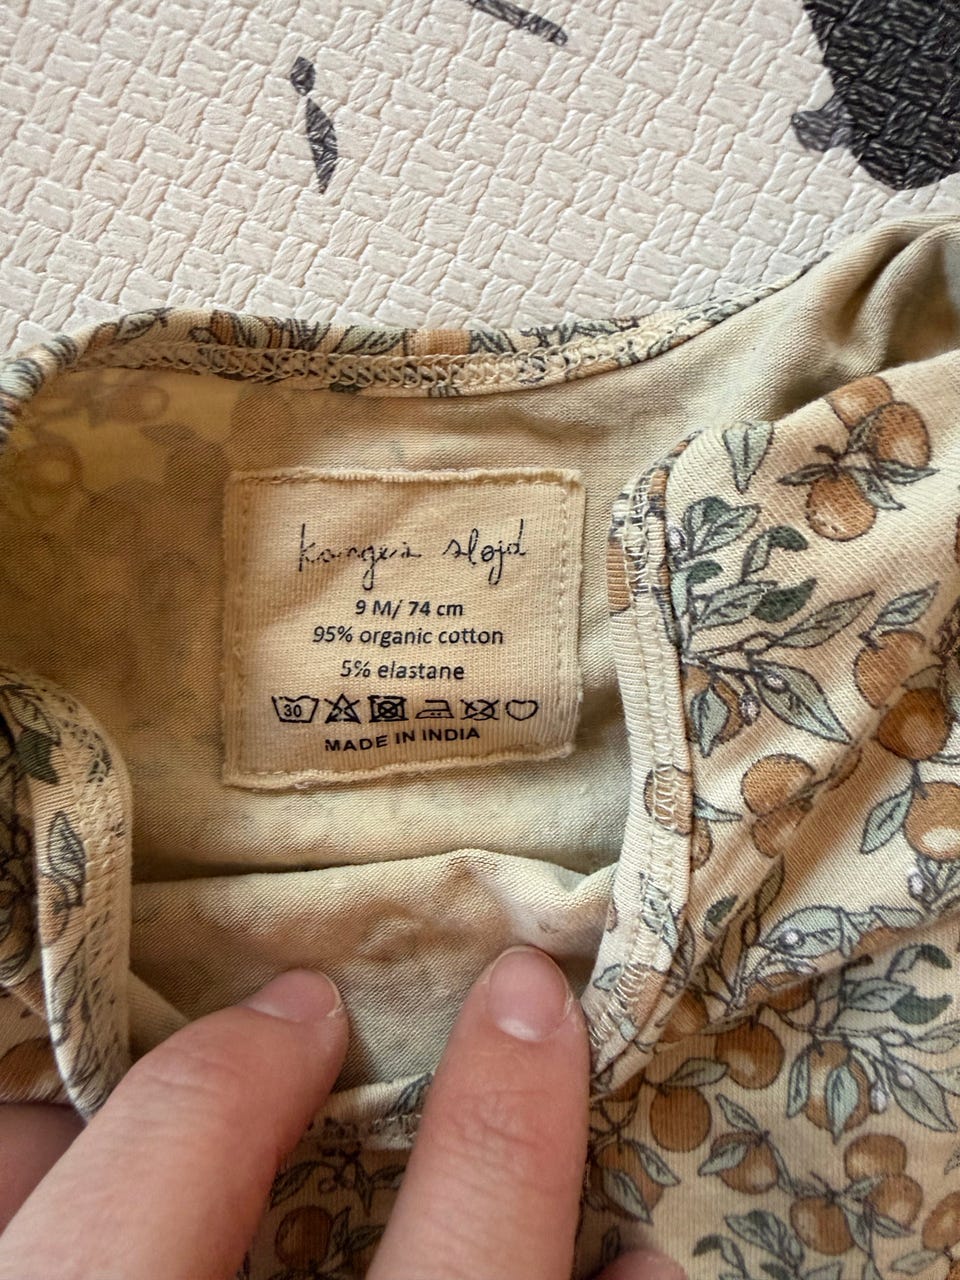 konges sløjd
9 M/ 74 cm
95% organic cotton
5% elastane
30
MADE IN INDIA